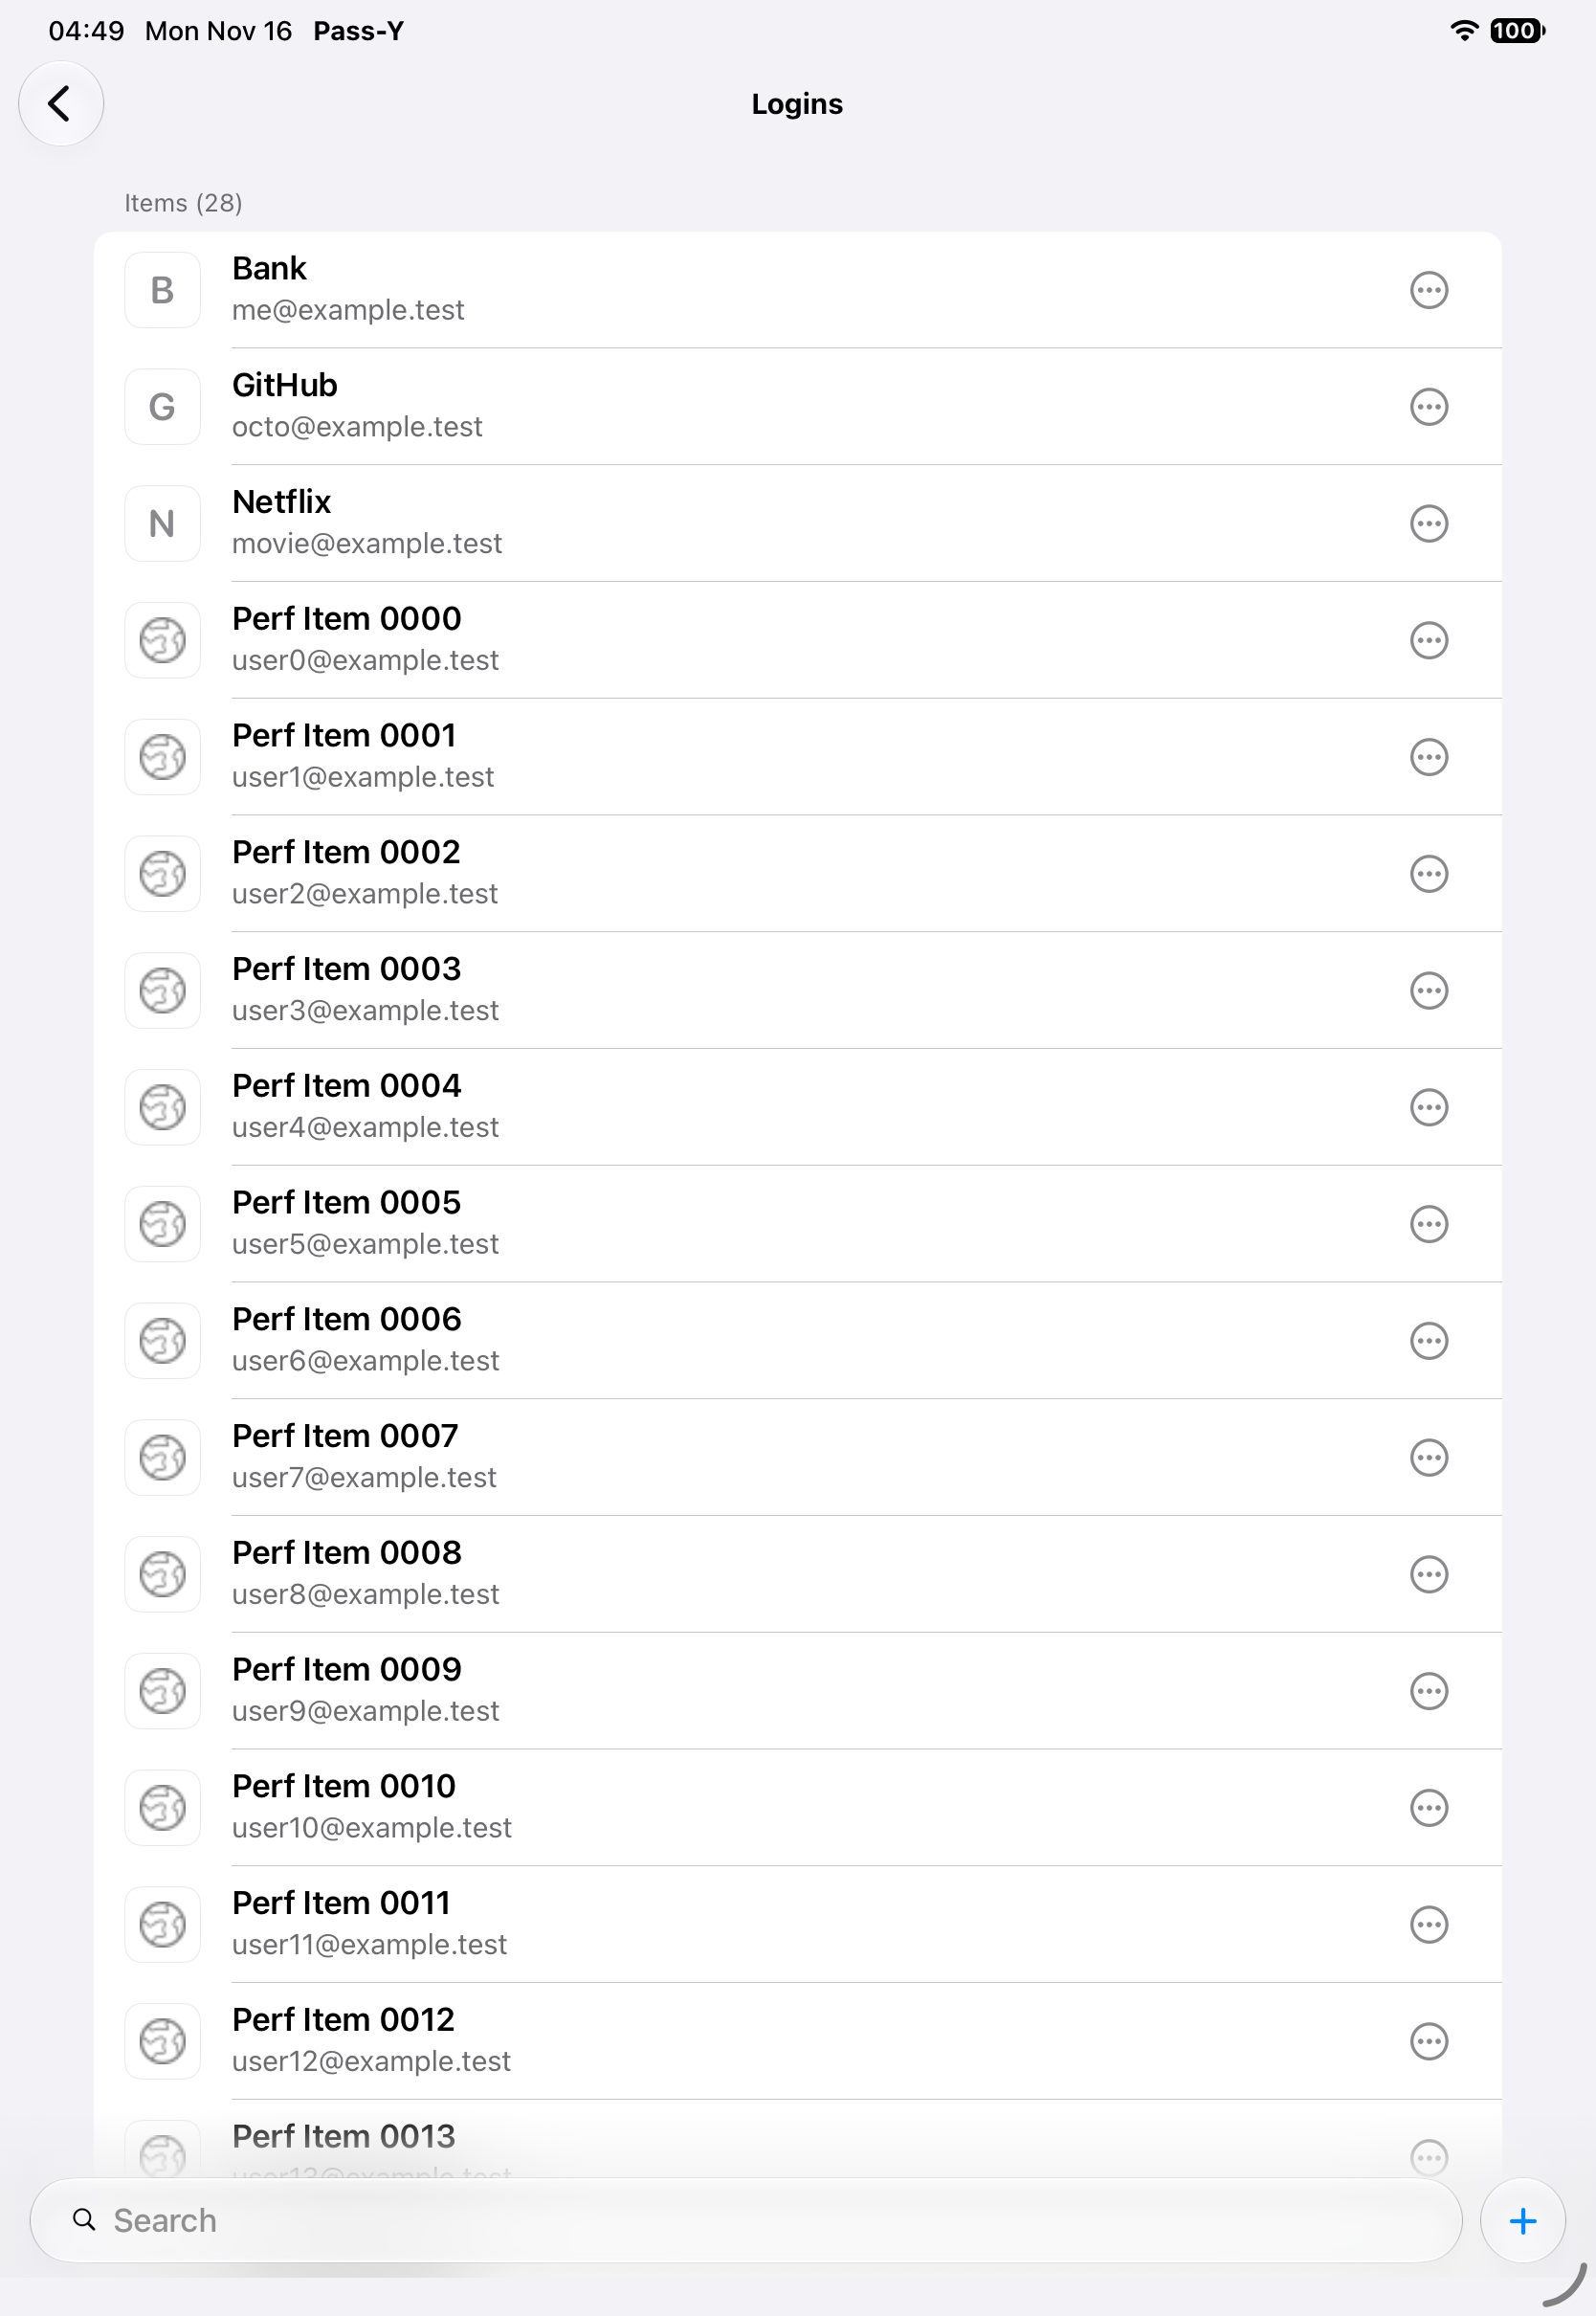 04:49 Mon Nov 16 Pass-Y
100
Logins
Items (28)
B
Bank
me@example.test
G
GitHub
octo@example.test
N
Netflix
movie@example.test
Perf Item 0000
user0@example.test
Perf Item 0001
user1@example.test
Perf Item 0002
user2@example.test
Perf Item 0003
user3@example.test
Perf Item 0004
user4@example.test
Perf Item 0005
user5@example.test
Perf Item 0006
user6@example.test
Perf Item 0007
user7@example.test
Perf Item 0008
user8@example.test
Perf Item 0009
user9@example.test
Perf Item 0010
user10@example.test
Perf Item 0011
user11@example.test
Perf Item 0012
user12@example.test
Perf Item 0013
user13@example.test
Search